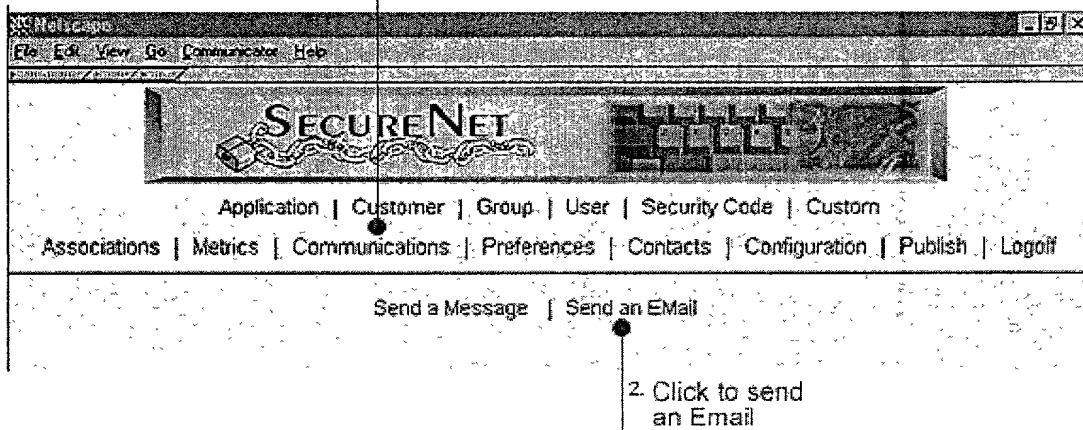 Netscape
File Edit View Go Communicator Help
SECURENET
Application | Customer | Group | User | Security Code | Custom
Associations | Metrics | Communications | Preferences | Contacts | Configuration | Publish | Logoff
Send a Message | Send an EMail
2. Click to send
an Email